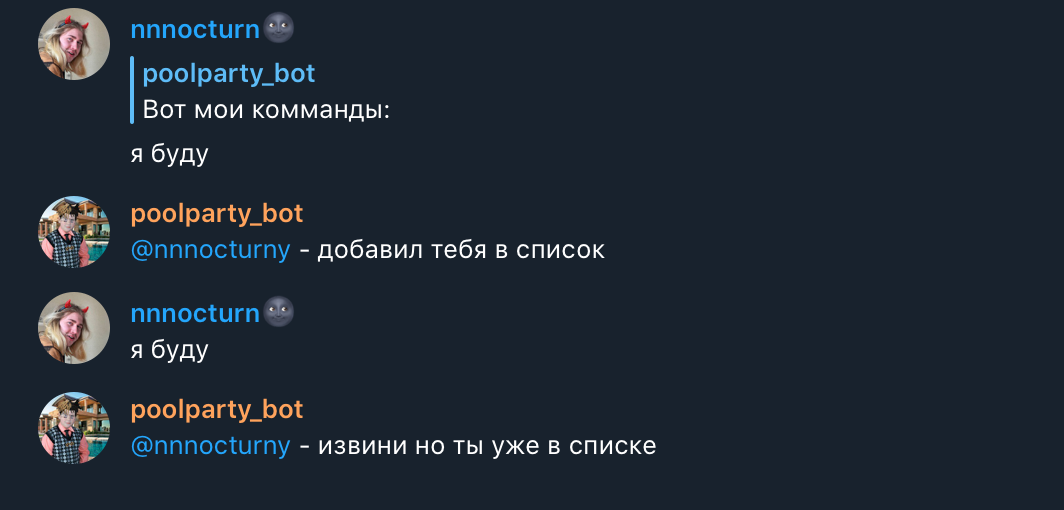 nnnocturn🌚
poolparty_bot
Вот мои комманды:
я буду
poolparty_bot
@nnnocturny - добавил тебя в список
nnnocturn🌚
я буду
poolparty_bot
@nnnocturny - извини но ты уже в списке